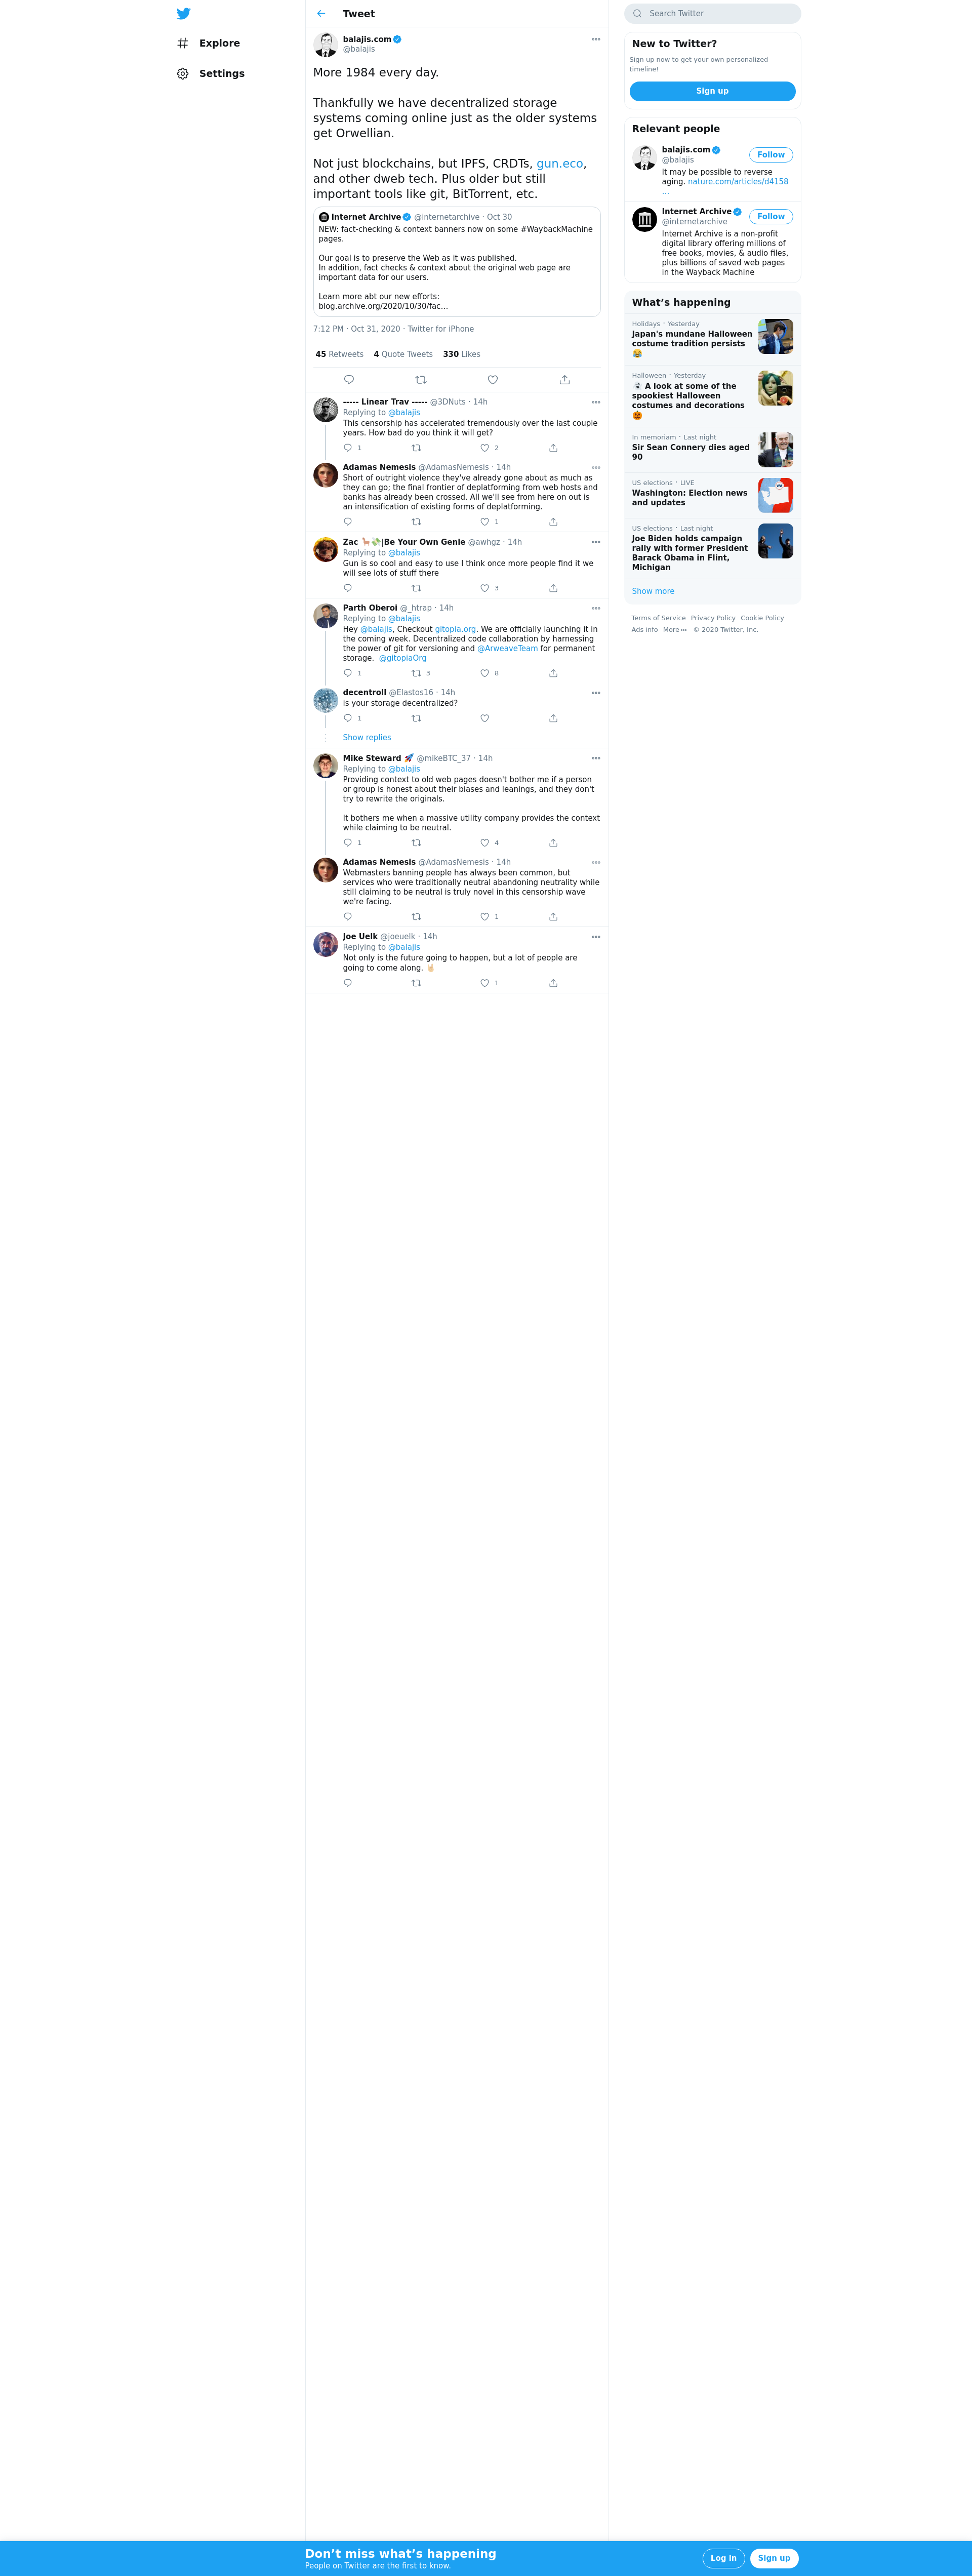 Explore
Settings
Tweet
balajis.com
@balajis
More 1984 every day.
Thankfully we have decentralized storage
systems coming online just as the older systems
get Orwellian.
Not just blockchains, but IPFS, CRDTs, gun.eco,
and other dweb tech. Plus older but still
important tools like git, BitTorrent, etc.
Internet Archive @internetarchive · Oct 30
NEW: fact-checking & context banners now on some #WaybackMachine
pages.
Our goal is to preserve the Web as it was published.
In addition, fact checks & context about the original web page are
important data for our users.
Learn more abt our new efforts:
blog.archive.org/2020/10/30/fac…
7:12 PM · Oct 31, 2020 · Twitter for iPhone
45 Retweets 4 Quote Tweets 330 Likes
----- Linear Trav ----- @3DNuts · 14h
Replying to @balajis
This censorship has accelerated tremendously over the last couple
years. How bad do you think it will get?
1 2
Adamas Nemesis @AdamasNemesis · 14h
Short of outright violence they've already gone about as much as
they can go; the final frontier of deplatforming from web hosts and
banks has already been crossed. All we'll see from here on out is
an intensification of existing forms of deplatforming.
1
Zac 🦙💸|Be Your Own Genie @awhgz · 14h
Replying to @balajis
Gun is so cool and easy to use I think once more people find it we
will see lots of stuff there
3
Parth Oberoi @_htrap · 14h
Replying to @balajis
Hey @balajis, Checkout gitopia.org. We are officially launching it in
the coming week. Decentralized code collaboration by harnessing
the power of git for versioning and @ArweaveTeam for permanent
storage. @gitopiaOrg
1 3 8
decentroll @Elastos16 · 14h
is your storage decentralized?
1
Show replies
Mike Steward 🚀 @mikeBTC_37 · 14h
Replying to @balajis
Providing context to old web pages doesn't bother me if a person
or group is honest about their biases and leanings, and they don't
try to rewrite the originals.
It bothers me when a massive utility company provides the context
while claiming to be neutral.
1 4
Adamas Nemesis @AdamasNemesis · 14h
Webmasters banning people has always been common, but
services who were traditionally neutral abandoning neutrality while
still claiming to be neutral is truly novel in this censorship wave
we're facing.
1
Joe Uelk @joeuelk · 14h
Replying to @balajis
Not only is the future going to happen, but a lot of people are
going to come along. 🤘🏻
1
Search Twitter
New to Twitter?
Sign up now to get your own personalized
timeline!
Sign up
Relevant people
balajis.com
@balajis
Follow
It may be possible to reverse
aging. nature.com/articles/d4158
…
Internet Archive
@internetarchive
Follow
Internet Archive is a non-profit
digital library offering millions of
free books, movies, & audio files,
plus billions of saved web pages
in the Wayback Machine
What's happening
Holidays · Yesterday
Japan's mundane Halloween
costume tradition persists
😂
Halloween · Yesterday
👻 A look at some of the
spookiest Halloween
costumes and decorations
🎃
In memoriam · Last night
Sir Sean Connery dies aged
90
US elections · LIVE
Washington: Election news
and updates
US elections · Last night
Joe Biden holds campaign
rally with former President
Barack Obama in Flint,
Michigan
Show more
Terms of Service Privacy Policy Cookie Policy
Ads info More ··· © 2020 Twitter, Inc.
Don't miss what's happening
People on Twitter are the first to know.
Log in
Sign up